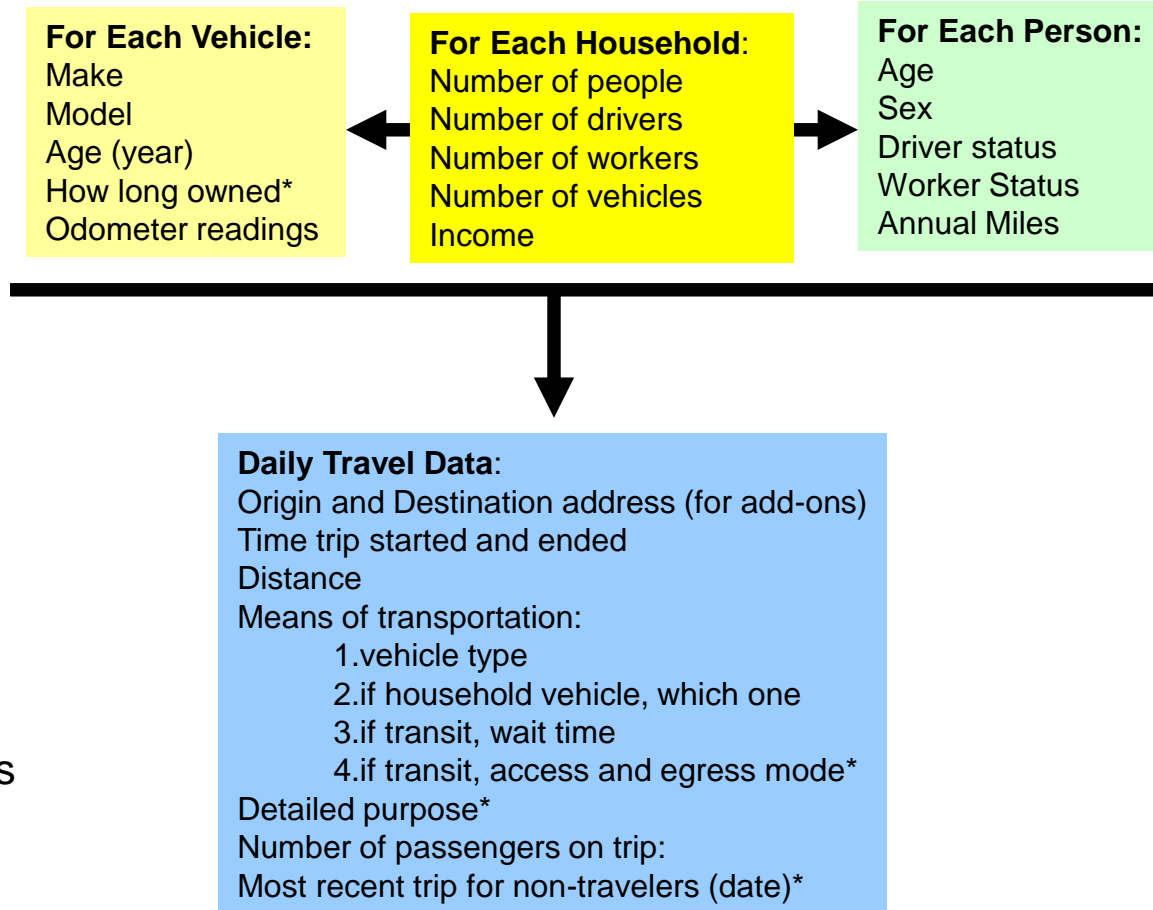 For Each Vehicle:
Make
Model
Age (year)
How long owned*
Odometer readings
For Each Household:
Number of people
Number of drivers
Number of workers
Number of vehicles
Income
For Each Person:
Age
Sex
Driver status
Worker Status
Annual Miles
Daily Travel Data:
Origin and Destination address (for add-ons)
Time trip started and ended
Distance
Means of transportation:
1.vehicle type
2.if household vehicle, which one
3.if transit, wait time
4.if transit, access and egress mode*
Detailed purpose*
Number of passengers on trip:
Most recent trip for non-travelers (date)*
s